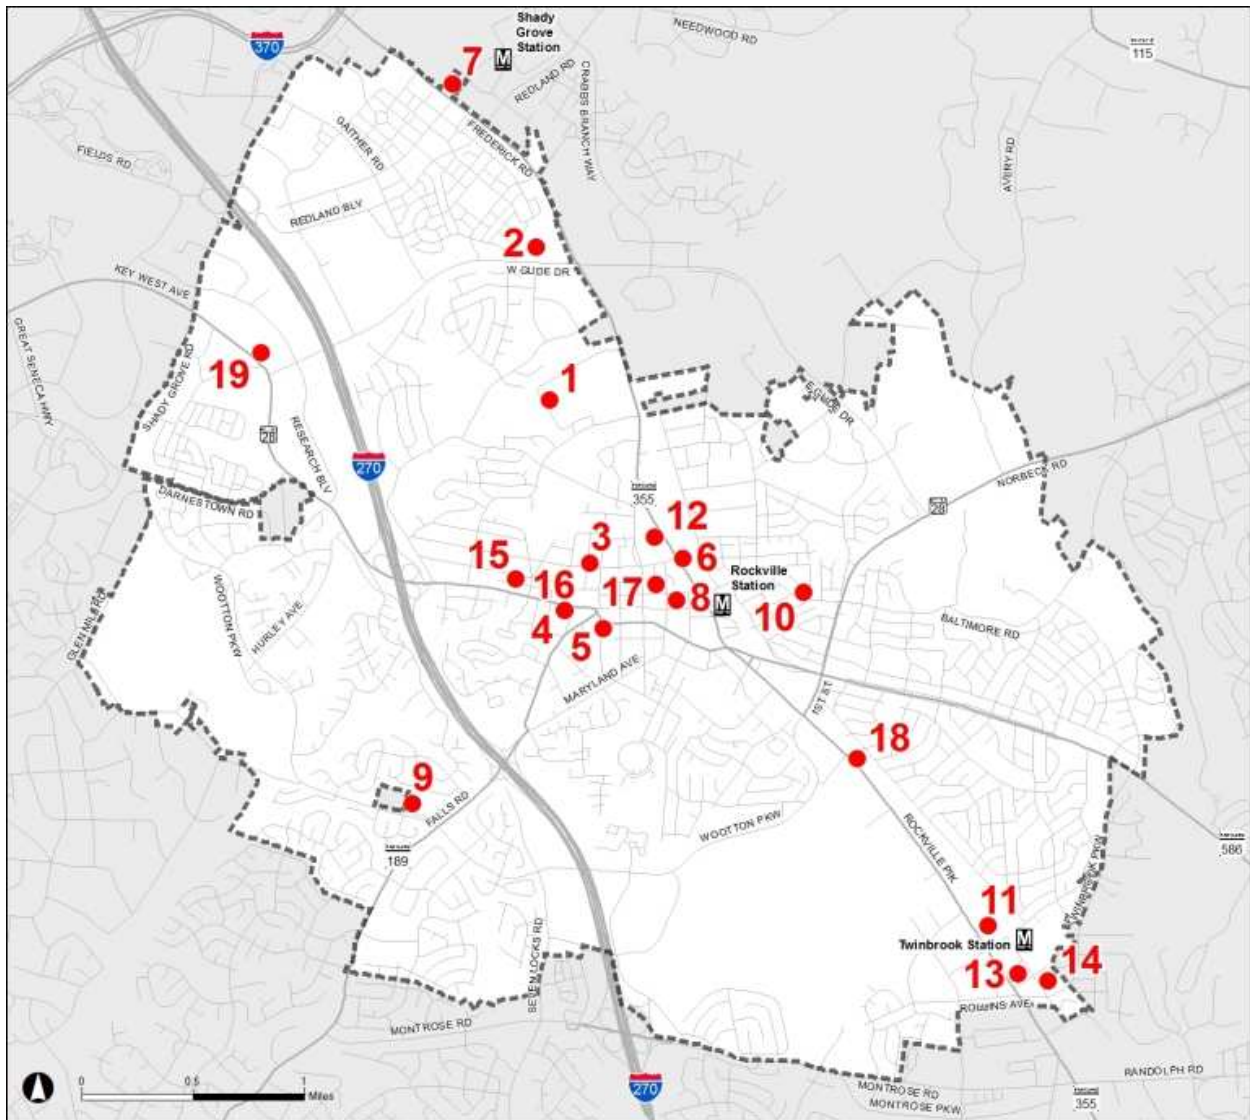 370
Shady
Grove
Station
M
7
NEEDWOOD RD
115
REDLAND RD
CRABBS BRANCH WAY
GAITHER RD
FREDERICK RD
FIELDS RD
AVERY RD
REDLAND BLV
2
W GUDE DR
KEY WEST AVE
GREAT SENECA HWY
19
SHADY GROVE RD
1
E GUDE DR
28
RESEARCH BLV
270
355
NORBECK RD
28
DARNESTOWN RD
12
3
6
15
16
17
Rockville
Station
M
8
10
4
5
WOOTTON PKW
HURLEY AVE
GLEN MILL RD
BALTIMORE RD
MARYLAND AVE
1ST ST
18
9
FALLS RD
WOOTTON PKW
ROCKVILLE PIK
189
586
TWINBROOK PKW
11
Twinbrook Station
M
13
14
SEVEN LOCKS RD
ROLLINS AVE
MONTROSE RD
RANDOLPH RD
0
0.5
1
Miles
270
MONTROSE RD
MONTROSE PKW
355